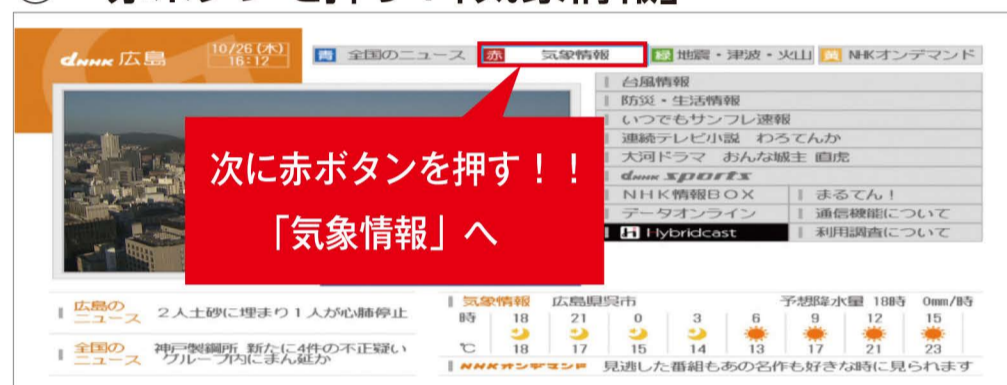 dNHK 広島 10/26(木) 16:12 青 全国のニュース 赤 気象情報 緑 地震・津波・火山 黄 NHKオンデマンド
台風情報
防災・生活情報
いつでもサンフレ速報
連続テレビ小説 わろてんか
大河ドラマ おんな城主 直虎
dNHK sports
NHK情報BOX まるてん!
データオンライン 通信機能について
Hybridcast 利用調査について
次に赤ボタンを押す!!
「気象情報」へ
広島のニュース 2人土砂に埋まり1人が心肺停止
全国のニュース 神戸製鋼所 新たに4件の不正疑い
グループ内にまん延か
気象情報 広島県呉市 予想降水量 18時 0mm/時
時 18 21 0 3 6 9 12 15
℃ 18 17 15 14 13 17 21 23
NHKオンデマンド 見逃した番組もあの名作も好きな時に見られます